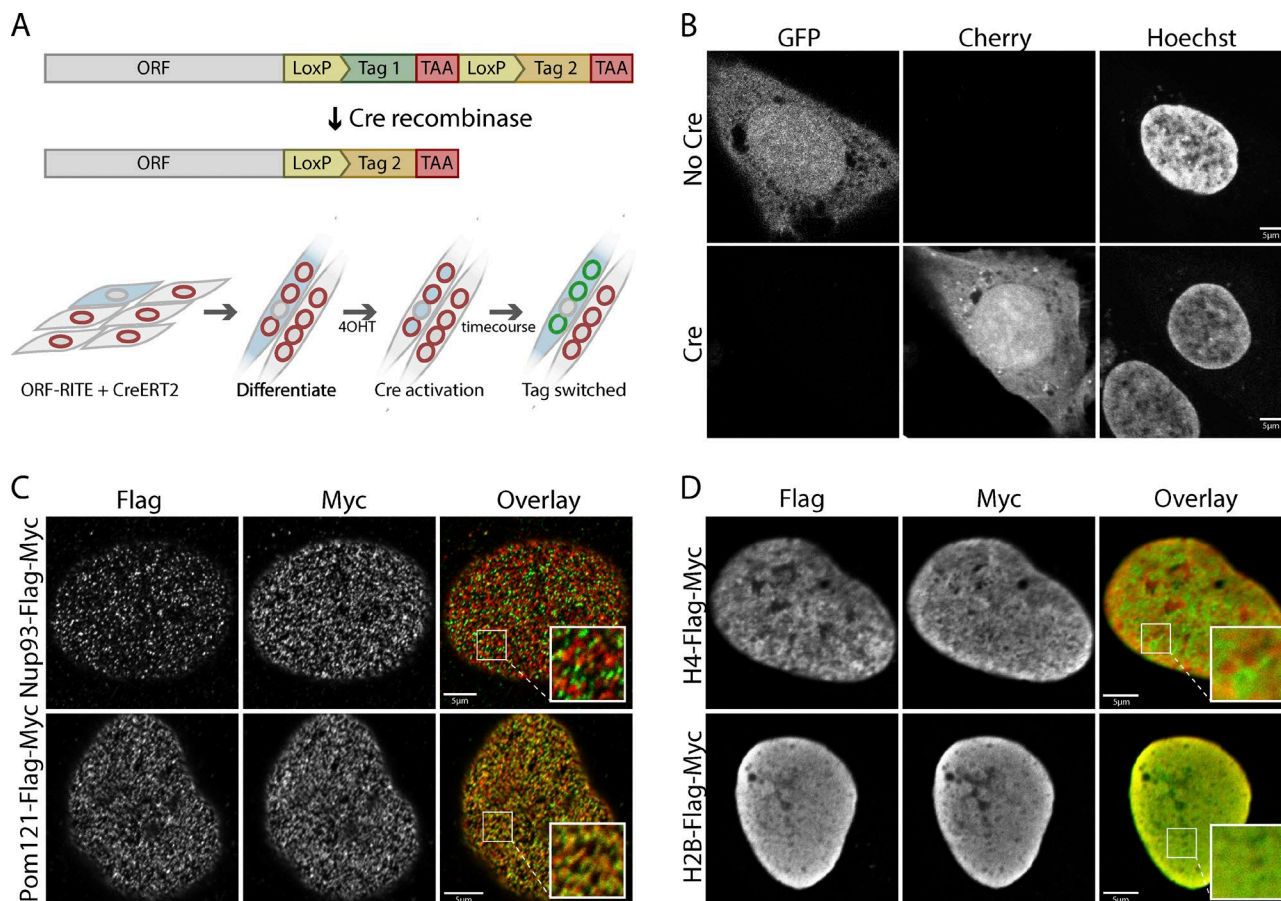 A
ORF LoxP Tag 1 TAA LoxP Tag 2 TAA
Cre recombinase
ORF LoxP Tag 2 TAA
4OHT timecourse
ORF-RITE + CreERT2 Differentiate Cre activation Tag switched
B
GFP Cherry Hoechst
No Cre
5µm
Cre
5µm
C
Flag Myc Overlay
Nup93-Flag-Myc
5µm
Pom121-Flag-Myc
5µm
D
Flag Myc Overlay
H4-Flag-Myc
5µm
H2B-Flag-Myc
5µm